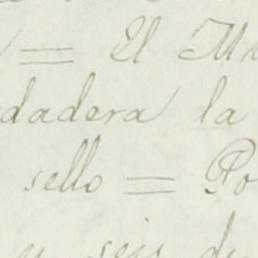 = El
dadera la
sello = Po
y seis